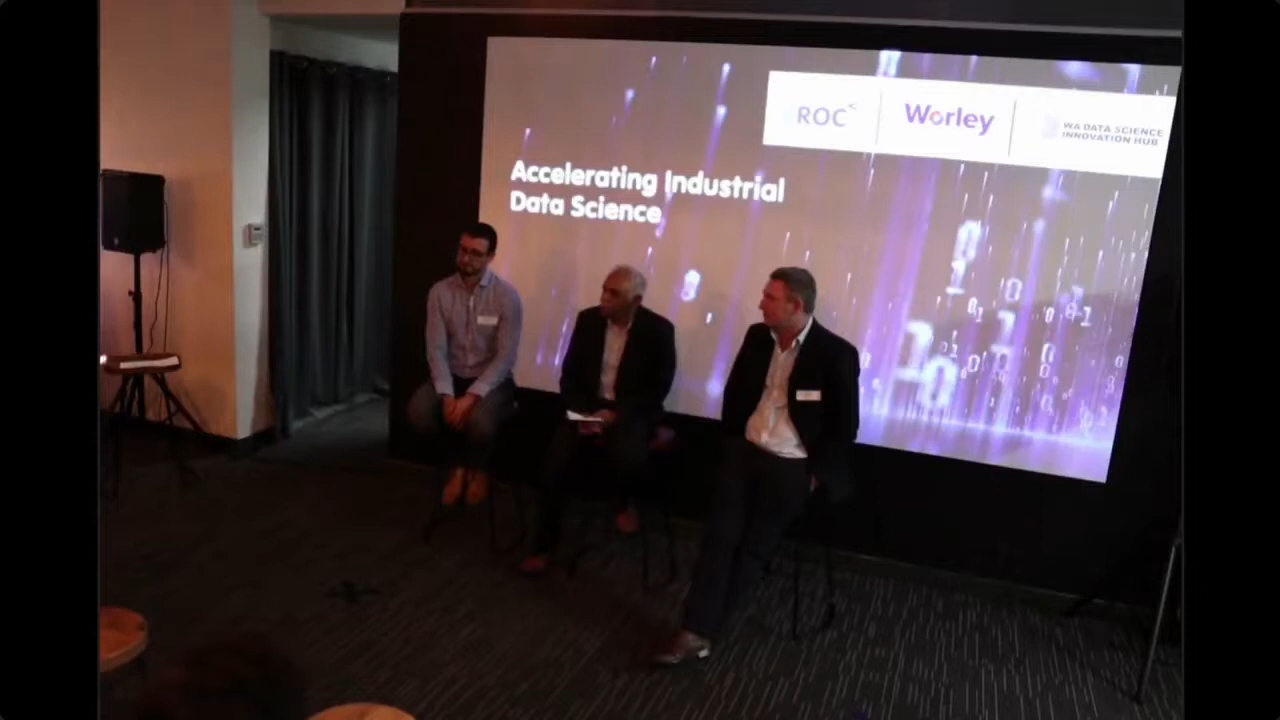 ROC
Worley
WA DATA SCIENCE
INNOVATION HUB
Accelerating Industrial
Data Science